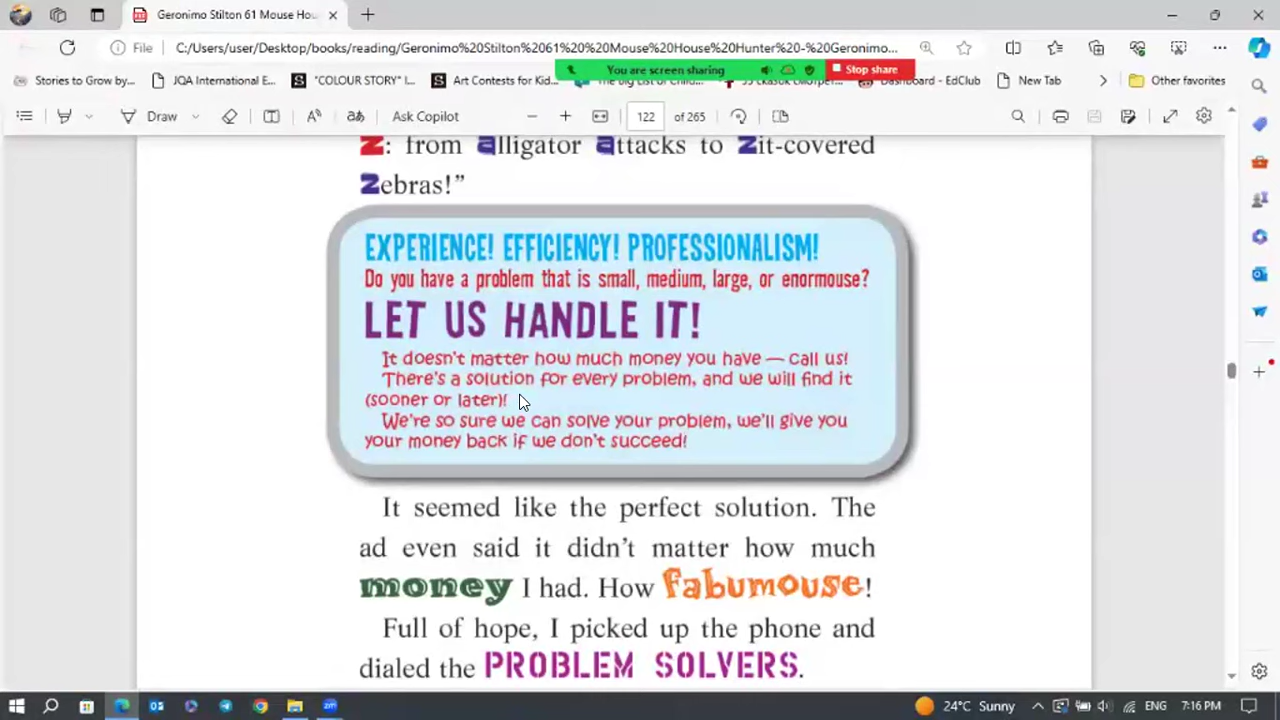 Geronimo Stilton 61 Mouse Hou
File
C:/Users/user/Desktop/books/reading/Geronimo%20Stilton%2061%20%20Mouse%20House%20Hunter%20-%20Geronimo...
You are screen sharing
Stop share
Stories to Grow by...
JQA International E...
"COLOUR STORY" I...
Art Contests for Kid...
Dashboard - EdClub
New Tab
Other favorites
Draw
Ask Copilot
122 of 265
Z: from alligator attacks to Zit-covered
Zebras!”
EXPERIENCE! EFFICIENCY! PROFESSIONALISM!
Do you have a problem that is small, medium, large, or enormouse?
LET US HANDLE IT!
It doesn't matter how much money you have — call us!
There's a solution for every problem, and we will find it
(sooner or later)!
We're so sure we can solve your problem, we'll give you
your money back if we don't succeed!
It seemed like the perfect solution. The
ad even said it didn’t matter how much
money I had. How fabumouse!
Full of hope, I picked up the phone and
dialed the PROBLEM SOLVERS.
24°C Sunny
ENG
7:16 PM